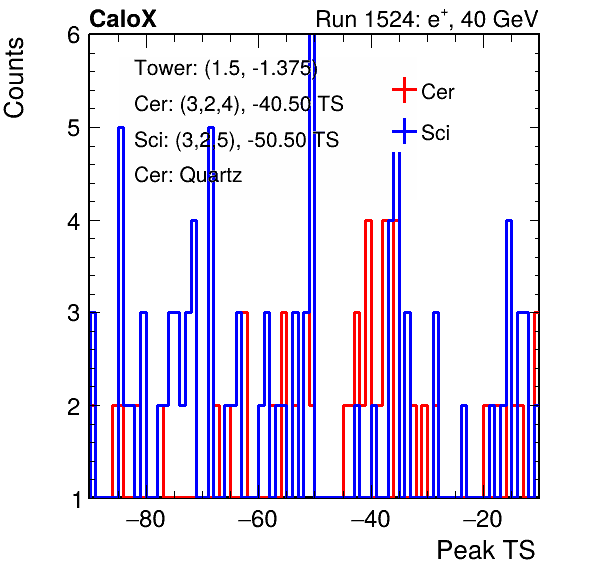 CaloX
Run 1524: e+, 40 GeV
Counts
Tower: (1.5, -1.375)
Cer: (3,2,4), -40.50 TS
Sci: (3,2,5), -50.50 TS
Cer: Quartz
Cer
Sci
6
5
4
3
2
1
−80
−60
−40
−20
Peak TS